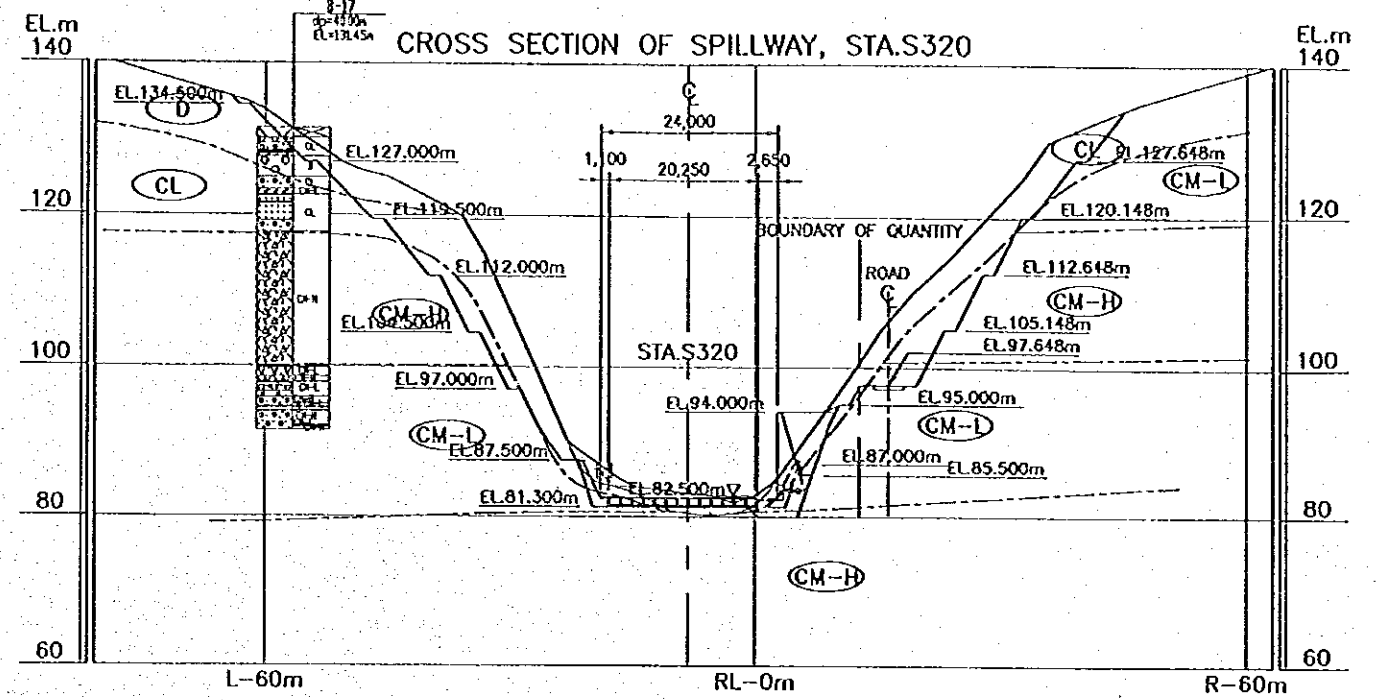 EL.m
140
CROSS SECTION OF SPILLWAY, STA.S320
EL.m
140
EL.134.500m
D
24,000
1,100
2,650
20,250
EL.127.000m
CL
CL
EL.127.648m
CM-L
120
EL.119.500m
EL.120.148m
120
BOUNDARY OF QUANTITY
EL.112.000m
ROAD
EL.112.648m
CM-H
CM-H
EL.105.148m
STA.S320
EL.97.648m
100
100
EL.97.000m
EL.94.000m
EL.95.000m
CM-L
CM-L
EL.87.500m
EL.87.000m
EL.85.500m
EL.81.300m
EL.82.500m
80
80
CM-H
60
60
L-60m
RL-0m
R-60m